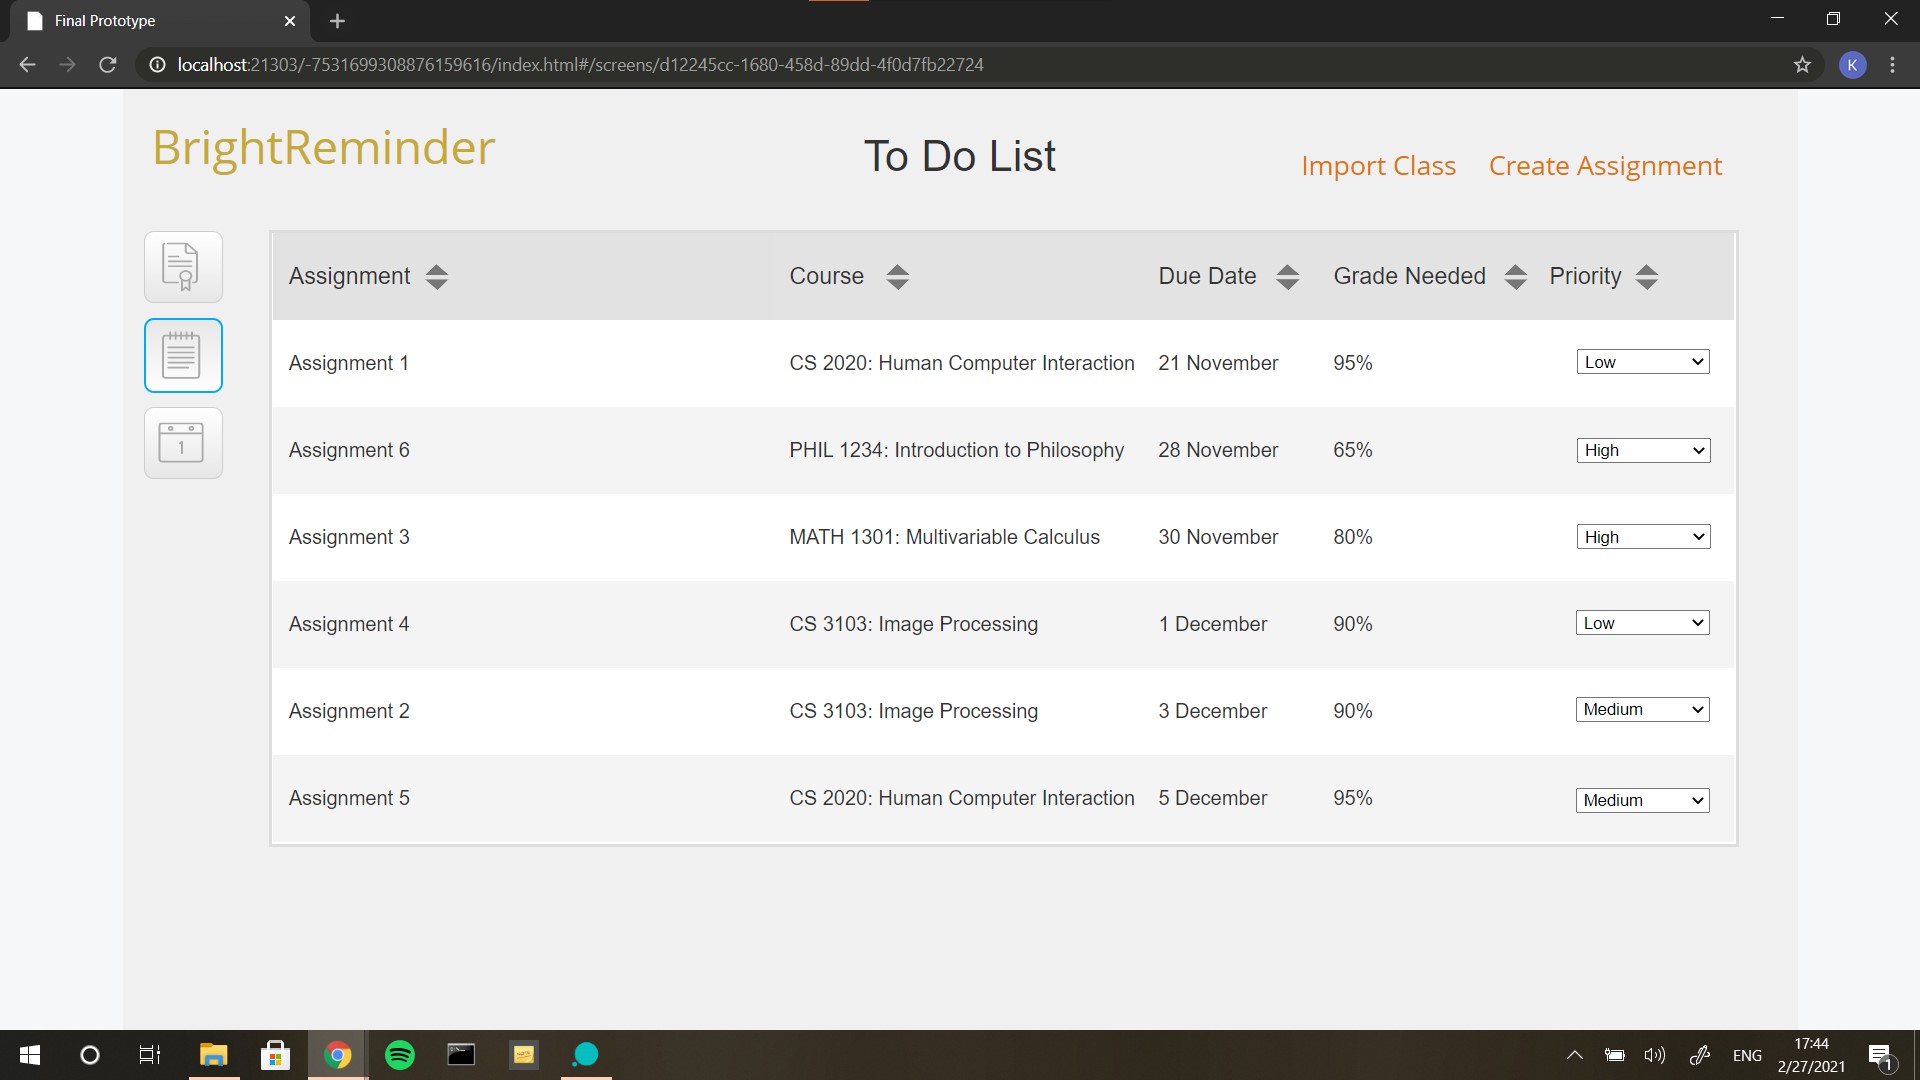 Final Prototype
localhost:21303/-7531699308876159616/index.html#/screens/d12245cc-1680-458d-89dd-4f0d7fb22724
K
BrightReminder
To Do List
Import Class
Create Assignment
Assignment Course Due Date Grade Needed Priority
Assignment 1 CS 2020: Human Computer Interaction 21 November 95% Low
Assignment 6 PHIL 1234: Introduction to Philosophy 28 November 65% High
1
Assignment 3 MATH 1301: Multivariable Calculus 30 November 80% High
Assignment 4 CS 3103: Image Processing 1 December 90% Low
Assignment 2 CS 3103: Image Processing 3 December 90% Medium
Assignment 5 CS 2020: Human Computer Interaction 5 December 95% Medium
ENG
17:44
2/27/2021
1